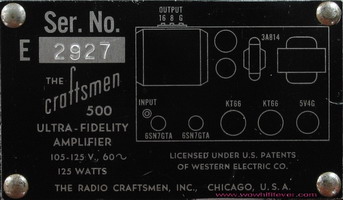 Ser. No.
E 2927
THE
craftsmen
500
ULTRA-FIDELITY
AMPLIFIER
105-125 V., 60~
125 WATTS
OUTPUT
16 8 G
3A814
INPUT
KT66 KT66 5V4G
6SN7GTA 6SN7GTA
LICENSED UNDER U.S. PATENTS
OF WESTERN ELECTRIC CO.
THE RADIO CRAFTSMEN, INC., CHICAGO, U.S.A.